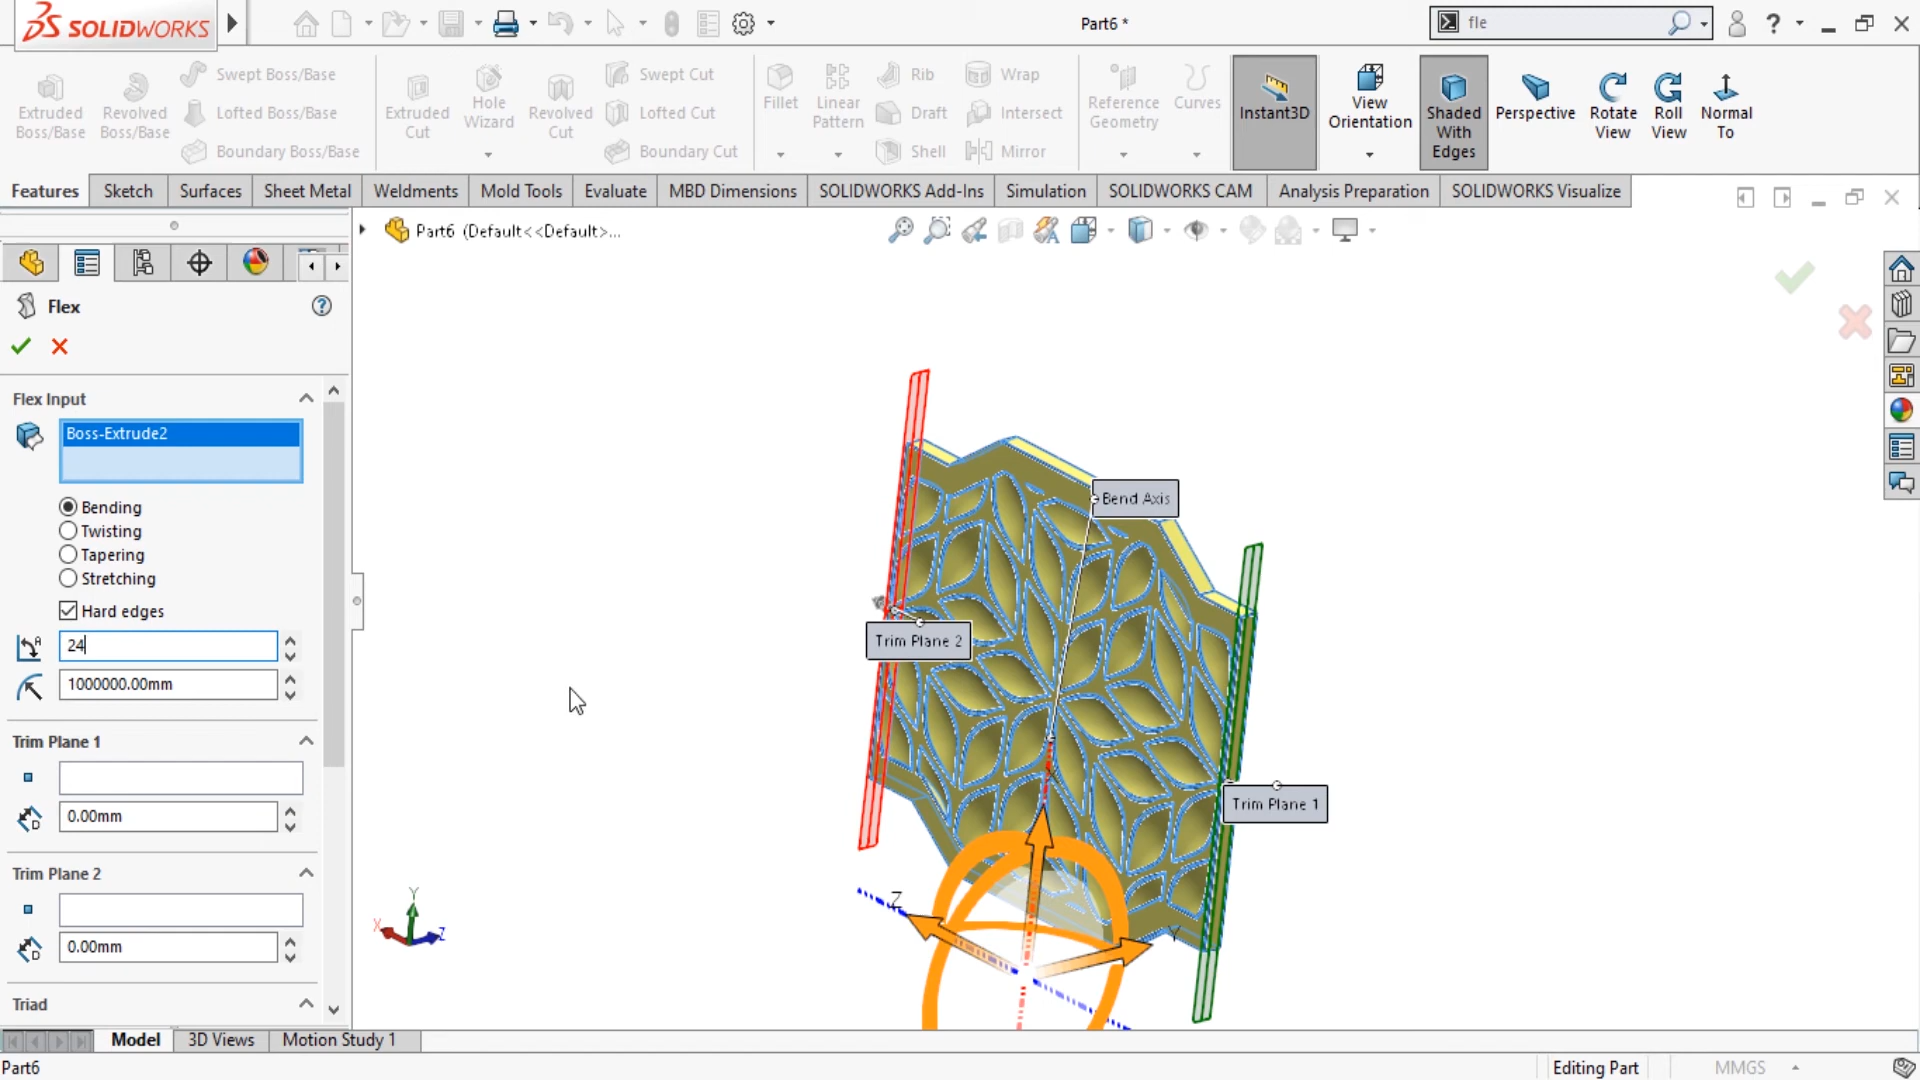 SOLIDWORKS
Part6 *
fle
Extruded Boss/Base
Revolved Boss/Base
Swept Boss/Base
Lofted Boss/Base
Boundary Boss/Base
Extruded Cut
Hole Wizard
Revolved Cut
Swept Cut
Lofted Cut
Boundary Cut
Fillet
Linear Pattern
Rib
Draft
Shell
Wrap
Intersect
Mirror
Reference Geometry
Curves
Instant3D
View Orientation
Shaded With Edges
Perspective
Rotate View
Roll View
Normal To
Features
Sketch
Surfaces
Sheet Metal
Weldments
Mold Tools
Evaluate
MBD Dimensions
SOLIDWORKS Add-Ins
Simulation
SOLIDWORKS CAM
Analysis Preparation
SOLIDWORKS Visualize
Part6 (Default<<Default>...
Flex
Flex Input
Boss-Extrude2
Bending
Twisting
Tapering
Stretching
Hard edges
24
1000000.00mm
Trim Plane 1
0.00mm
Trim Plane 2
0.00mm
Triad
Bend Axis
Trim Plane 2
Trim Plane 1
Z
Y
Y
X
Z
Model
3D Views
Motion Study 1
Part6
Editing Part
MMGS